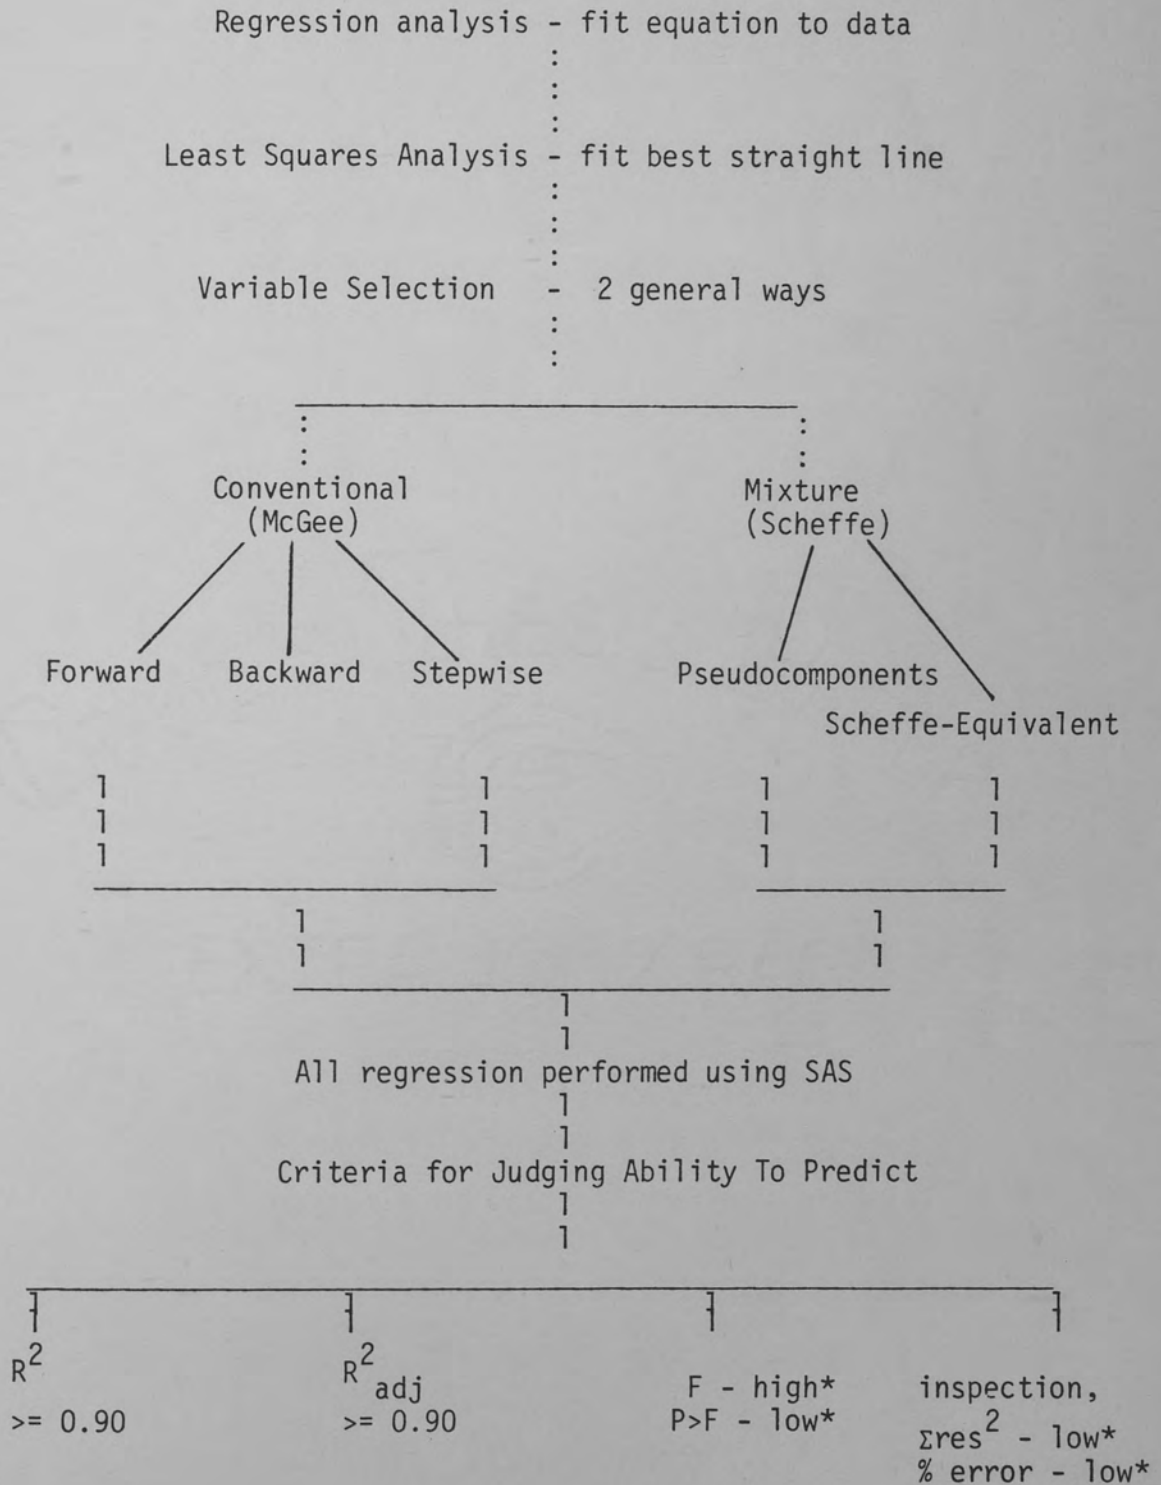 Regression analysis - fit equation to data
:
:
:
Least Squares Analysis - fit best straight line
:
:
:
Variable Selection - 2 general ways
:
:
: :
: :
Conventional Mixture
(McGee) (Scheffe)
Forward Backward Stepwise Pseudocomponents
Scheffe-Equivalent
l l l l
l l l l
l l l l
l l
l l
l
l
All regression performed using SAS
l
l
Criteria for Judging Ability To Predict
l
l
l l l l
R² R²adj F - high* inspection,
>= 0.90 >= 0.90 P>F - low* Σres² - low*
% error - low*